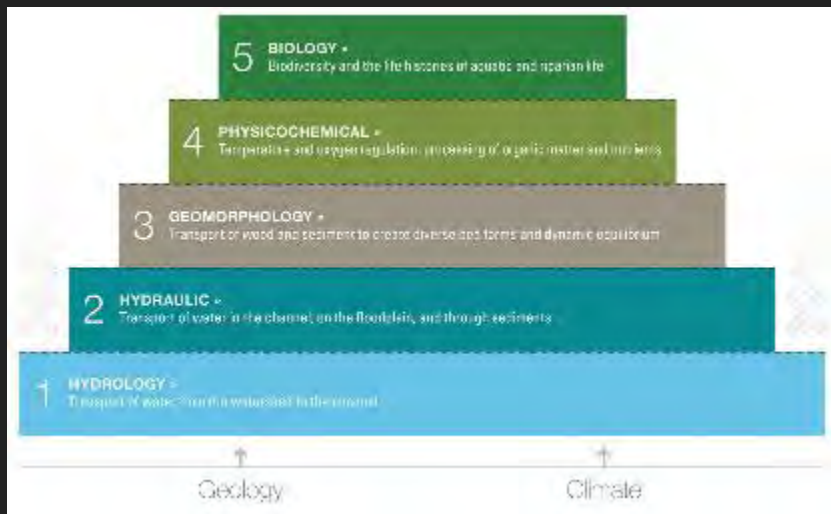 5 BIOLOGY »
Biodiversity and the life histories of aquatic and riparian life
4 PHYSICOCHEMICAL »
Temperature and oxygen regulation; processing of organic matter and nutrients
3 GEOMORPHOLOGY »
Transport of wood and sediment to create diverse bed forms and dynamic equilibrium
2 HYDRAULIC »
Transport of water in the channel, on the floodplain, and through sediments
1 HYDROLOGY »
Transport of water from the watershed to the channel
Geology
Climate